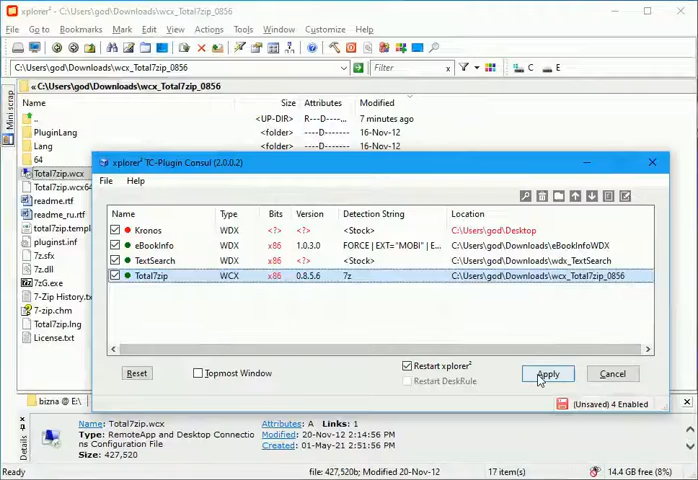 xplorer² - C:\Users\god\Downloads\wcx_Total7zip_0856
File Go to Bookmarks Mark Edit View Actions Tools Window Customize Help
C:\Users\god\Downloads\wcx_Total7zip_0856 Filter C E
Mini scrap
« C:\Users\god\Downloads\wcx_Total7zip_0856
Name Size Attributes Modified
.. <UP-DIR> R---D---- 7 minutes ago
PluginLang <folder> ----D---- 16-Nov-12
Lang <folder> ----D---- 16-Nov-12
64
Total7zip.wcx
Total7zip.wcx64
readme.rtf
readme_ru.rtf
total7zip.templ
pluginst.inf
7z.sfx
7z.dll
7zG.exe
7-Zip History.tx
7-zip.chm
Total7zip.lng
License.txt
xplorer² TC-Plugin Consul (2.0.0.2)
File Help
Name Type Bits Version Detection String Location
Kronos WDX <?> <?> <Stock> C:\Users\god\Desktop
eBookInfo WDX x86 1.0.3.0 FORCE | EXT="MOBI" | E... C:\Users\god\Downloads\eBookInfoWDX
TextSearch WDX x86 <?> <Stock> C:\Users\god\Downloads\wdx_TextSearch
Total7zip WCX x86 0.8.5.6 7z C:\Users\god\Downloads\wcx_Total7zip_0856
Reset Topmost Window Restart xplorer² Apply Cancel
Restart DeskRule
(Unsaved) 4 Enabled
bizna @ E:\
Details
Name: Total7zip.wcx
Type: RemoteApp and Desktop Connectio
ns Configuration File
Size: 427,520
Attributes: A Links: 1
Modified: 20-Nov-12 2:14:56 PM
Created: 01-May-21 2:51:56 PM
Ready file: 427,520b; Modified 20-Nov-12 17 item(s) 14.4 GB free (8%)